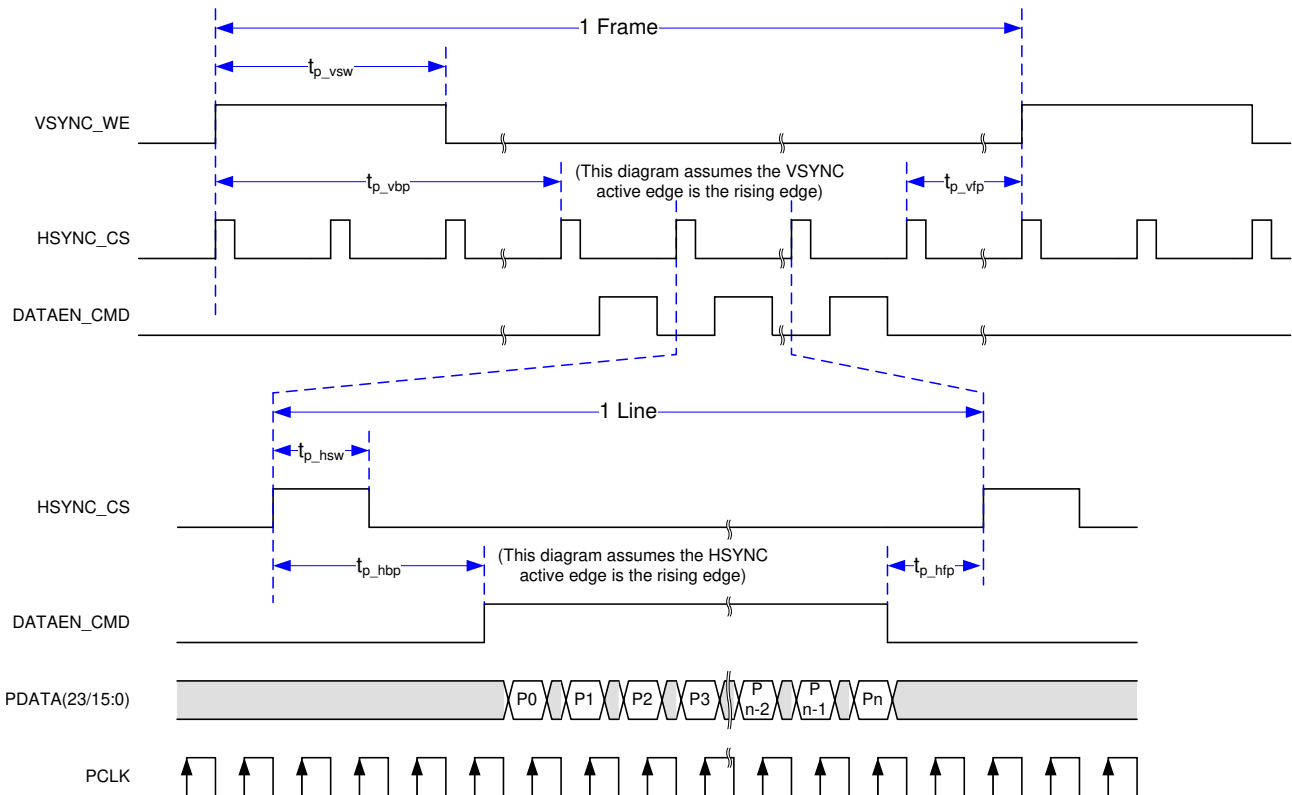 1 Frame
tp_vsw
VSYNC_WE
tp_vbp
(This diagram assumes the VSYNC
active edge is the rising edge)
tp_vfp
HSYNC_CS
DATAEN_CMD
1 Line
tp_hsw
HSYNC_CS
tp_hbp
(This diagram assumes the HSYNC
active edge is the rising edge)
tp_hfp
DATAEN_CMD
PDATA(23/15:0)
P0
P1
P2
P3
P
n-2
P
n-1
Pn
PCLK